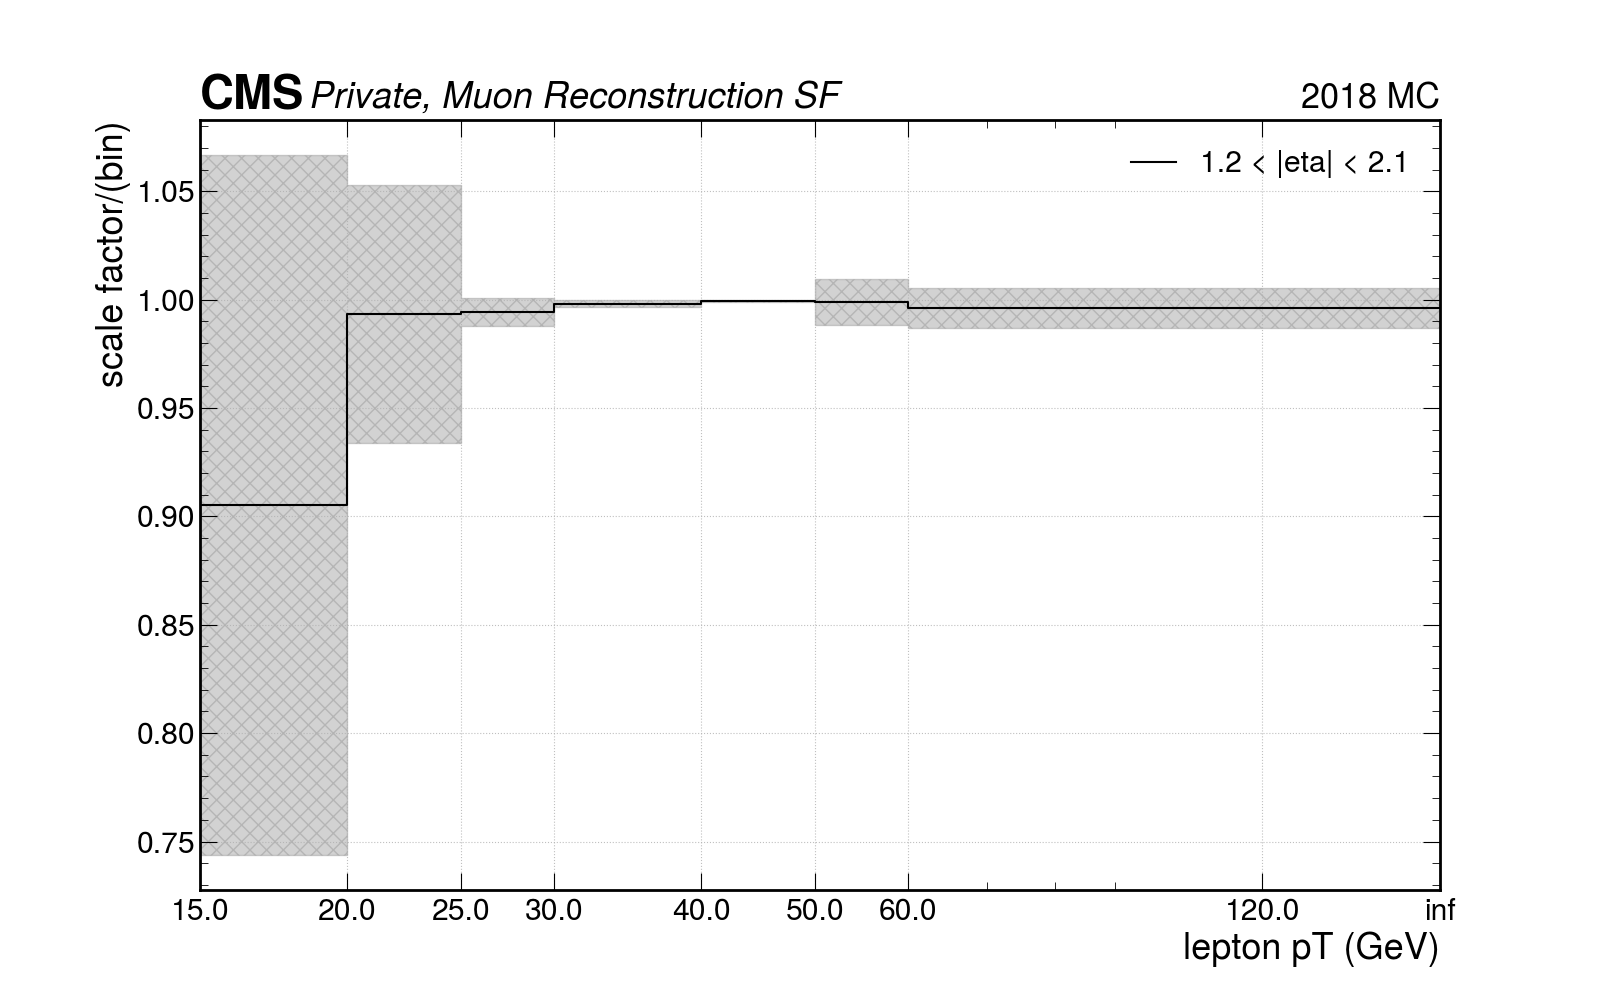 CMS Private, Muon Reconstruction SF 2018 MC
scale factor/(bin)
1.2 < |eta| < 2.1
1.05
1.00
0.95
0.90
0.85
0.80
0.75
15.0 20.0 25.0 30.0 40.0 50.0 60.0 120.0 inf
lepton pT (GeV)